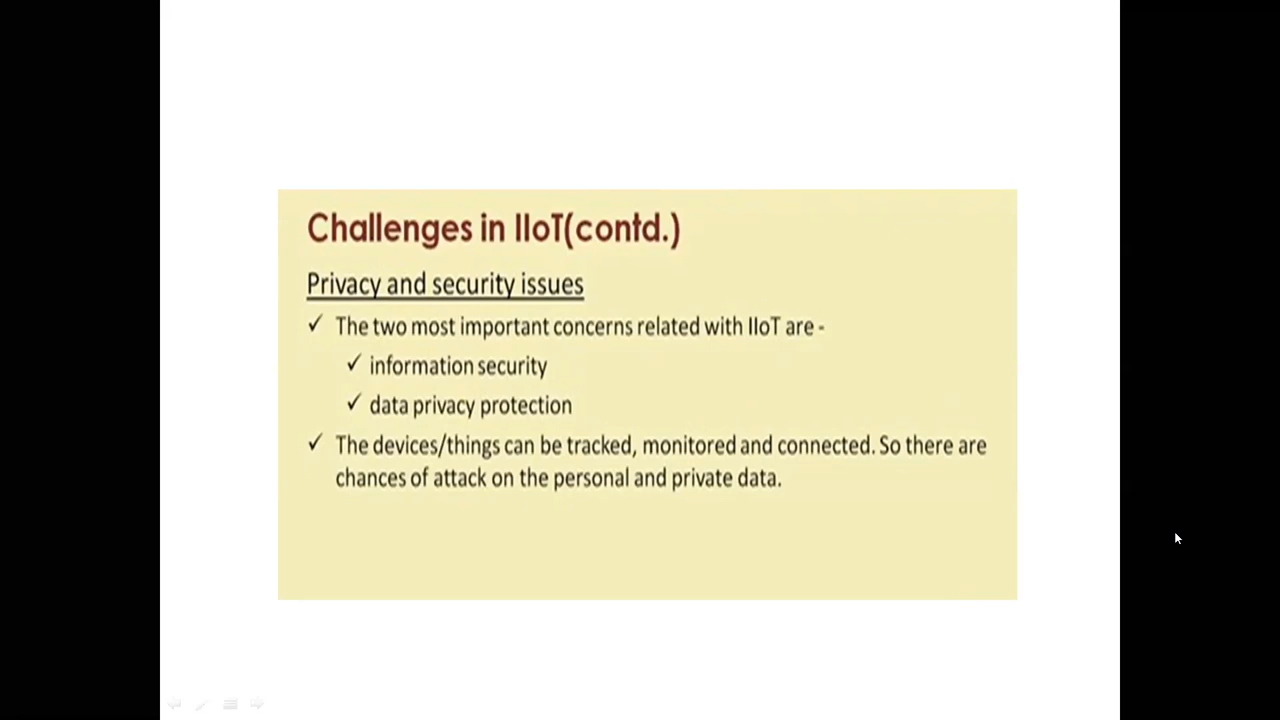 Challenges in IIoT(contd.)
Privacy and security issues
✓ The two most important concerns related with IIoT are -
✓ information security
✓ data privacy protection
✓ The devices/things can be tracked, monitored and connected. So there are
chances of attack on the personal and private data.